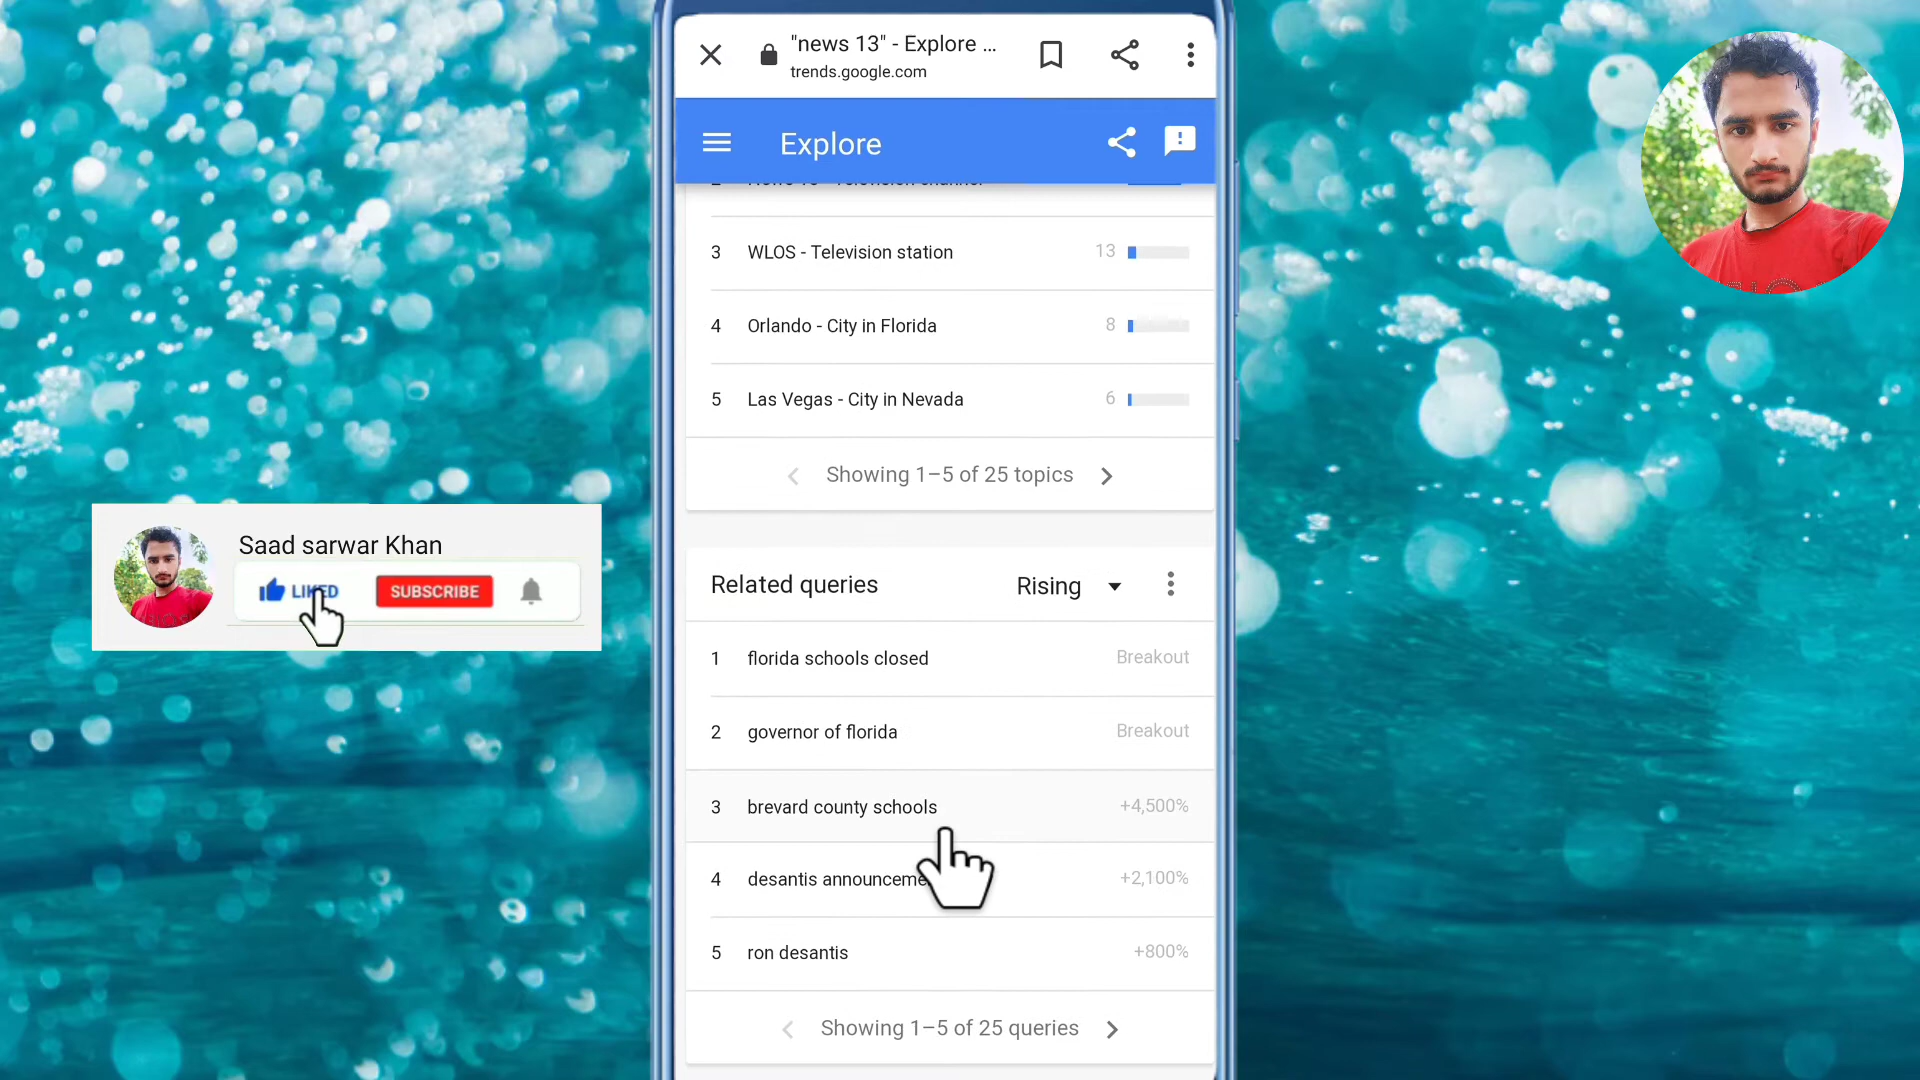 "news 13" - Explore ...
trends.google.com
Explore
3 WLOS - Television station 13
4 Orlando - City in Florida 8
5 Las Vegas - City in Nevada 6
Showing 1–5 of 25 topics
Saad sarwar Khan
LIKED SUBSCRIBE
Related queries Rising
1 florida schools closed Breakout
2 governor of florida Breakout
3 brevard county schools +4,500%
4 desantis announceme +2,100%
5 ron desantis +800%
Showing 1–5 of 25 queries